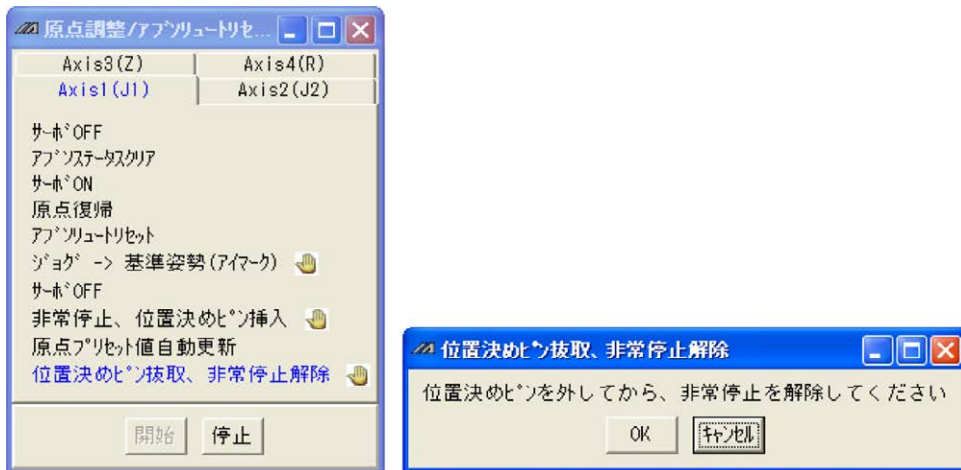 原点調整/アブソリュートリセ...
Axis3(Z) Axis4(R)
Axis1(J1) Axis2(J2)
ｻｰﾎﾞOFF
ｱﾌﾞｿｽﾃｰﾀｽｸﾘｱ
ｻｰﾎﾞON
原点復帰
ｱﾌﾞｿﾘｭｰﾄﾘｾｯﾄ
ｼﾞｮｸﾞ -> 基準姿勢(ｱｲﾏｰｸ)
ｻｰﾎﾞOFF
非常停止、位置決めﾋﾟﾝ挿入
原点ﾌﾟﾘｾｯﾄ値自動更新
位置決めﾋﾟﾝ抜取、非常停止解除
開始 停止
位置決めﾋﾟﾝ抜取、非常停止解除
位置決めﾋﾟﾝを外してから、非常停止を解除してください
OK ｷｬﾝｾﾙ